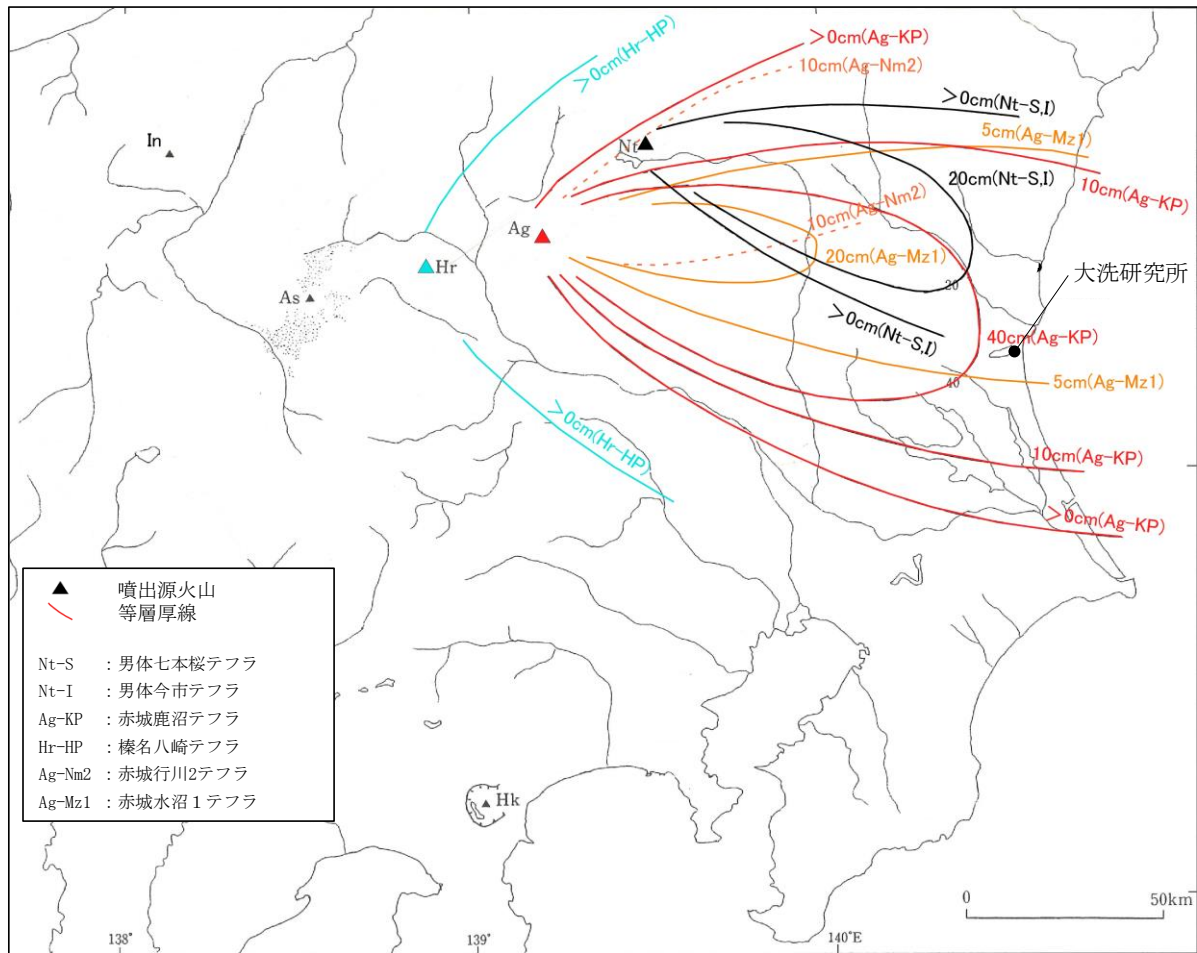 >0cm(Hr-HP)
>0cm(Ag-KP)
10cm(Ag-Nm2)
>0cm(Nt-S,I)
5cm(Ag-Mz1)
In
Nt
20cm(Nt-S,I)
10cm(Ag-KP)
10cm(Ag-Nm2)
Ag
20cm(Ag-Mz1)
Hr
大洗研究所
As
20
>0cm(Nt-S,I)
40cm(Ag-KP)
40
5cm(Ag-Mz1)
>0cm(Hr-HP)
10cm(Ag-KP)
>0cm(Ag-KP)
噴出源火山
等層厚線
Nt-S :男体七本桜テフラ
Nt-I :男体今市テフラ
Ag-KP :赤城鹿沼テフラ
Hr-HP :榛名八崎テフラ
Ag-Nm2 :赤城行川2テフラ
Ag-Mz1 :赤城水沼1テフラ
Hk
0 50km
138 139 140°E